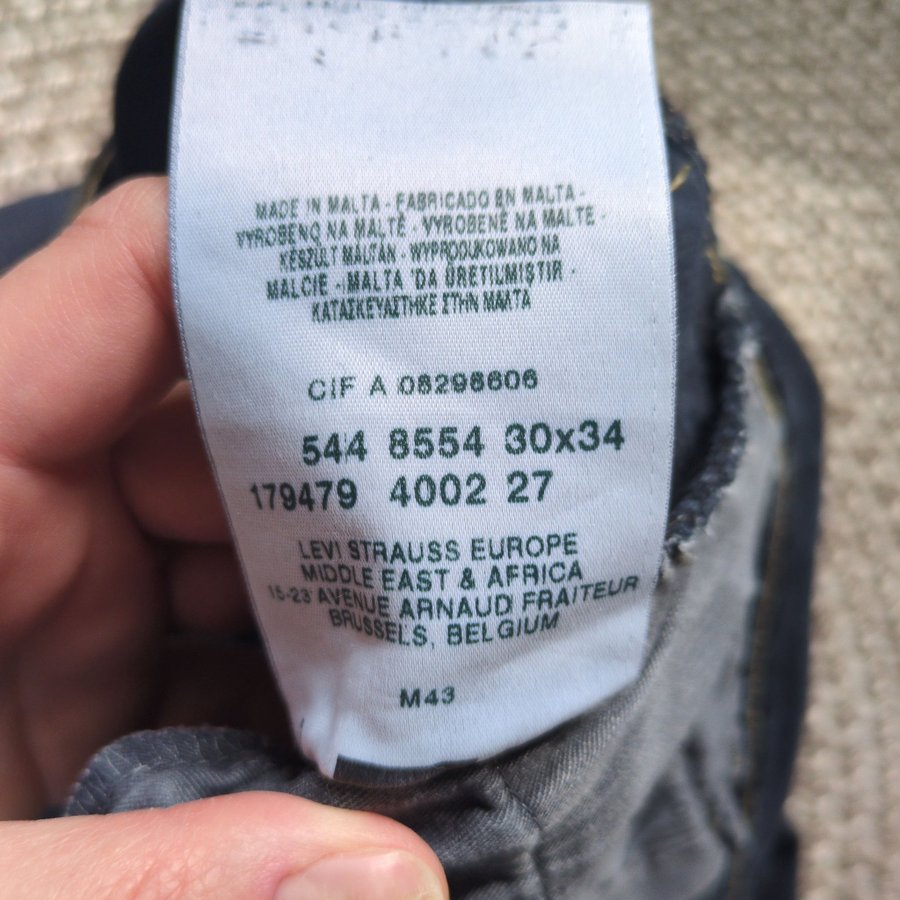 MADE IN MALTA - FABRICADO EN MALTA -
VYROBENO NA MALTĚ - VYROBENÉ NA MALTE -
KÉSZÜLT MÁLTÁN - WYPRODUKOWANO NA
MALCIE - MALTA 'DA ÜRETILMIŞTIR -
ΚΑΤΑΣΚΕΥΑΣΤΗΚΕ ΣΤΗΝ ΜΑΛΤΑ
CIF A 08298606
544 8554 30x34
179479 4002 27
LEVI STRAUSS EUROPE
MIDDLE EAST & AFRICA
15-23 AVENUE ARNAUD FRAITEUR
BRUSSELS, BELGIUM
M43